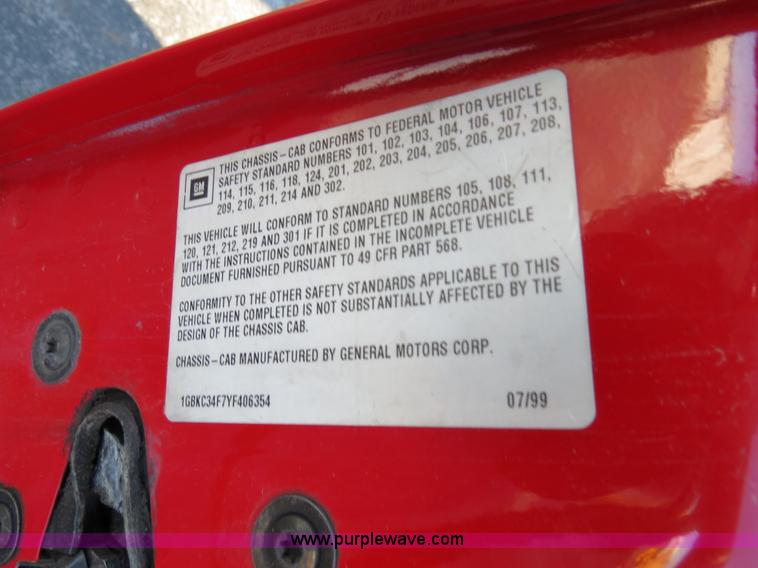 GM
THIS CHASSIS-CAB CONFORMS TO FEDERAL MOTOR VEHICLE
SAFETY STANDARD NUMBERS 101, 102, 103, 104, 106, 107, 113,
114, 115, 116, 118, 124, 201, 202, 203, 204, 205, 206, 207, 208,
209, 210, 211, 214 AND 302.
THIS VEHICLE WILL CONFORM TO STANDARD NUMBERS 105, 108, 111,
120, 121, 212, 219 AND 301 IF IT IS COMPLETED IN ACCORDANCE
WITH THE INSTRUCTIONS CONTAINED IN THE INCOMPLETE VEHICLE
DOCUMENT FURNISHED PURSUANT TO 49 CFR PART 568.
CONFORMITY TO THE OTHER SAFETY STANDARDS APPLICABLE TO THIS
VEHICLE WHEN COMPLETED IS NOT SUBSTANTIALLY AFFECTED BY THE
DESIGN OF THE CHASSIS CAB.
CHASSIS-CAB MANUFACTURED BY GENERAL MOTORS CORP.
1GBKC34F7YF406354 07/99
www.purplewave.com